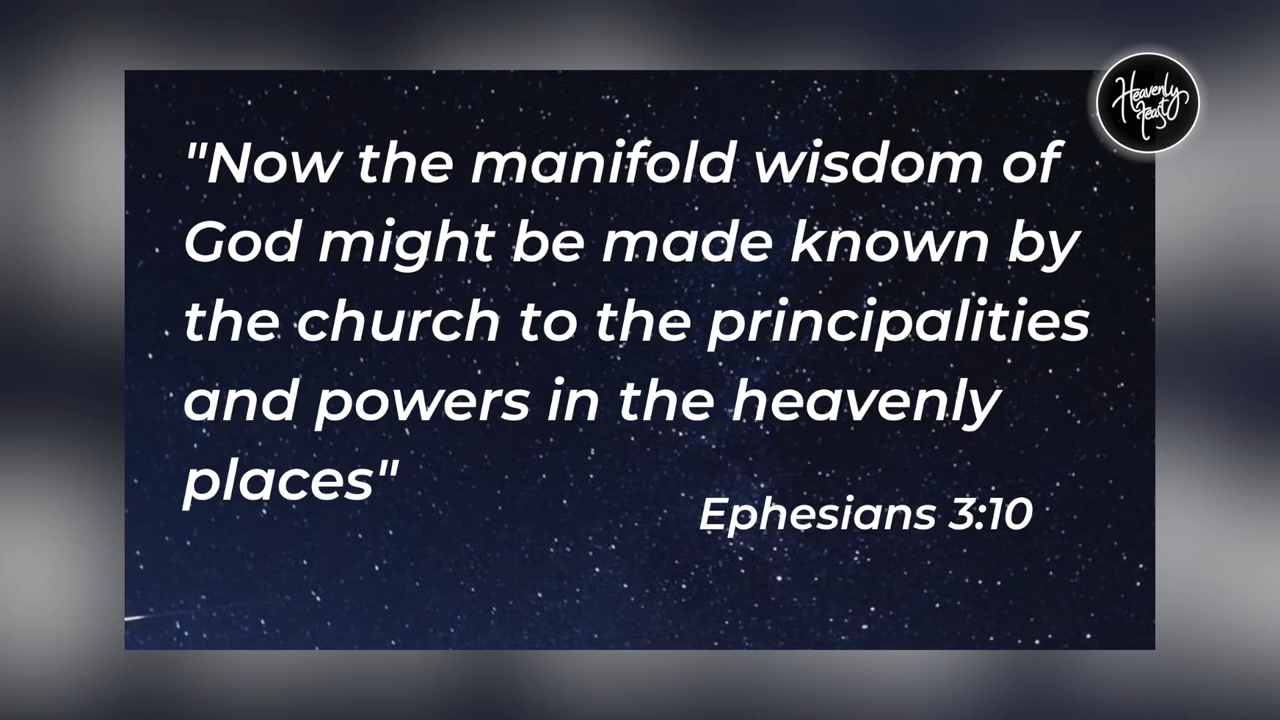 "Now the manifold wisdom of
God might be made known by
the church to the principalities
and powers in the heavenly
places"
Ephesians 3:10
Heavenly
feast